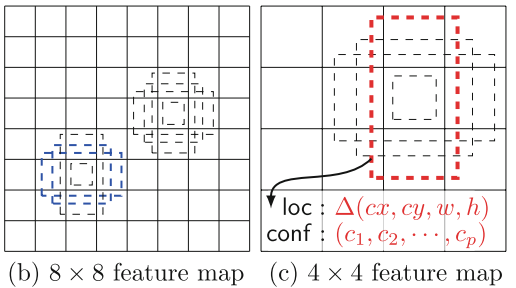 loc : Δ(cx, cy, w, h)
conf : (c₁, c₂, ⋯, cₚ)
(b) 8 × 8 feature map (c) 4 × 4 feature map